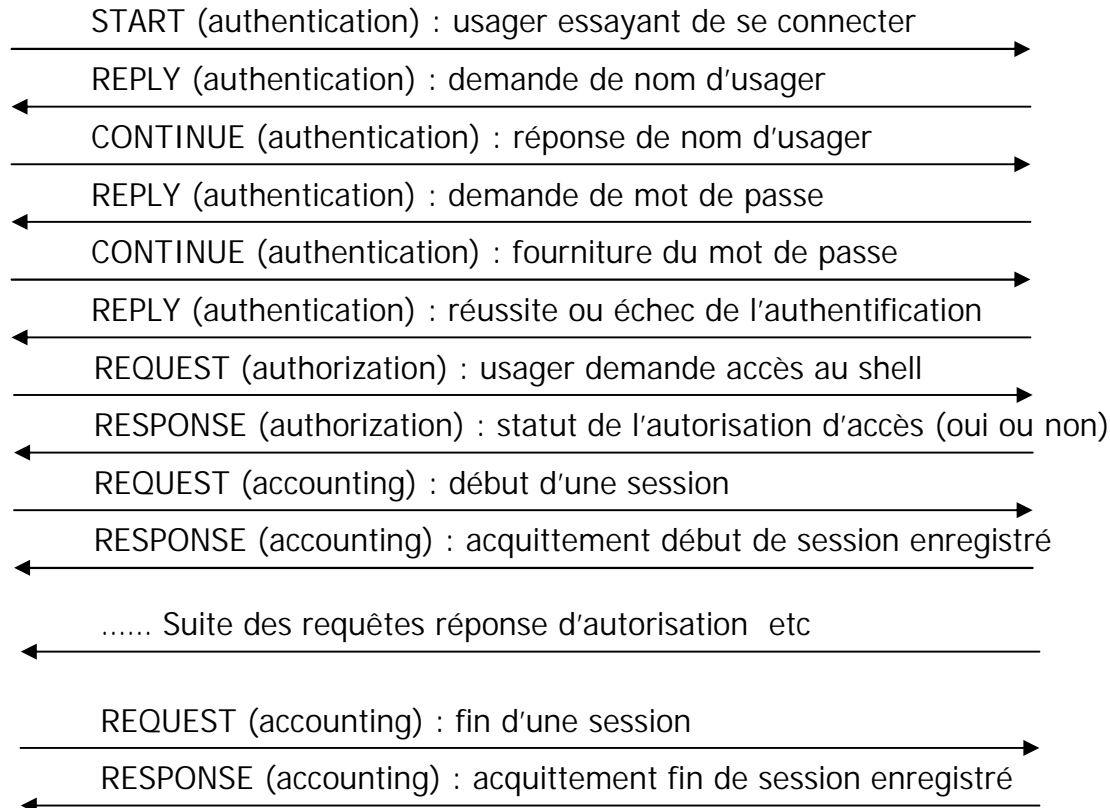 START (authentication) : usager essayant de se connecter
REPLY (authentication) : demande de nom d'usager
CONTINUE (authentication) : réponse de nom d'usager
REPLY (authentication) : demande de mot de passe
CONTINUE (authentication) : fourniture du mot de passe
REPLY (authentication) : réussite ou échec de l'authentification
REQUEST (authorization) : usager demande accès au shell
RESPONSE (authorization) : statut de l'autorisation d'accès (oui ou non)
REQUEST (accounting) : début d'une session
RESPONSE (accounting) : acquittement début de session enregistré
...... Suite des requêtes réponse d'autorisation etc
REQUEST (accounting) : fin d'une session
RESPONSE (accounting) : acquittement fin de session enregistré